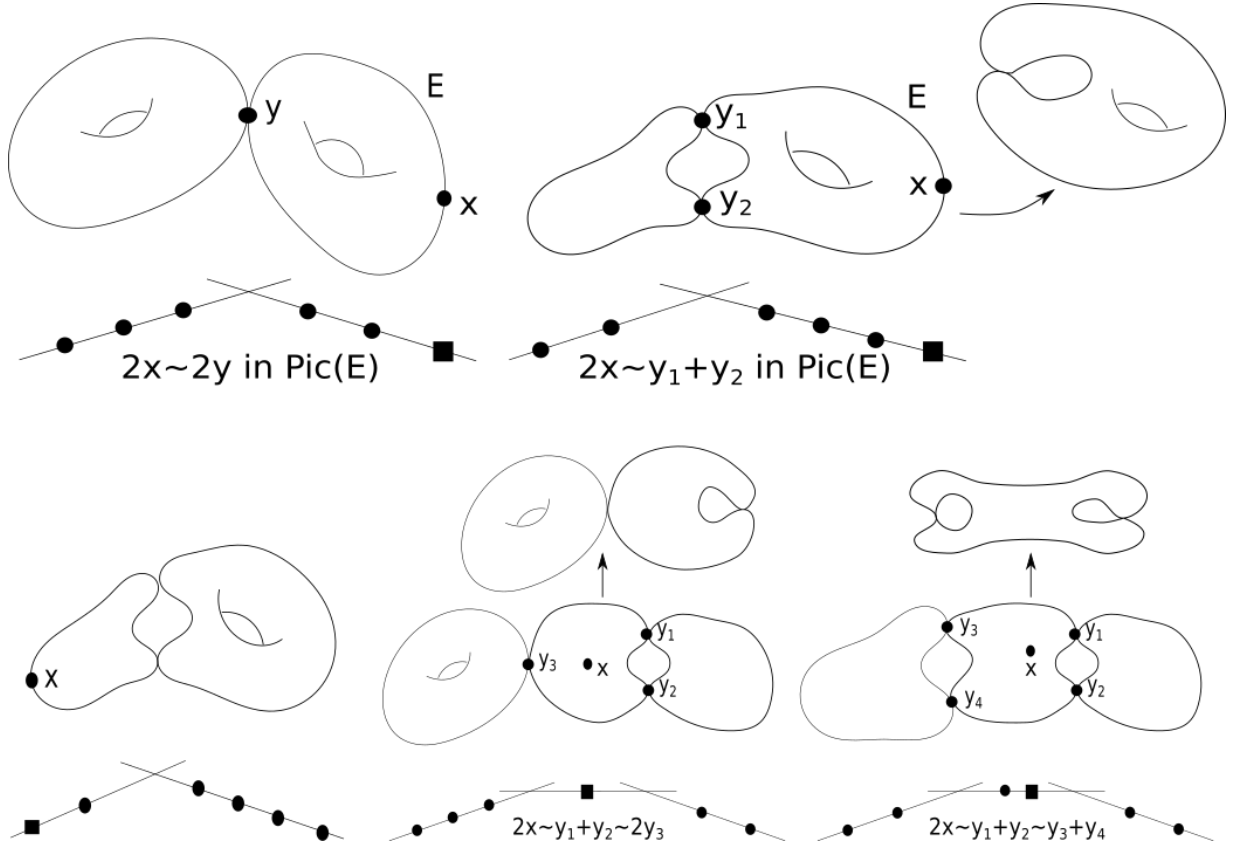 E
y
x
2x~2y in Pic(E)
E
y₁
x
y₂
2x~y₁+y₂ in Pic(E)
x
y₁
y₃
x
y₂
2x~y₁+y₂~2y₃
y₃
y₁
x
y₄
y₂
2x~y₁+y₂~y₃+y₄